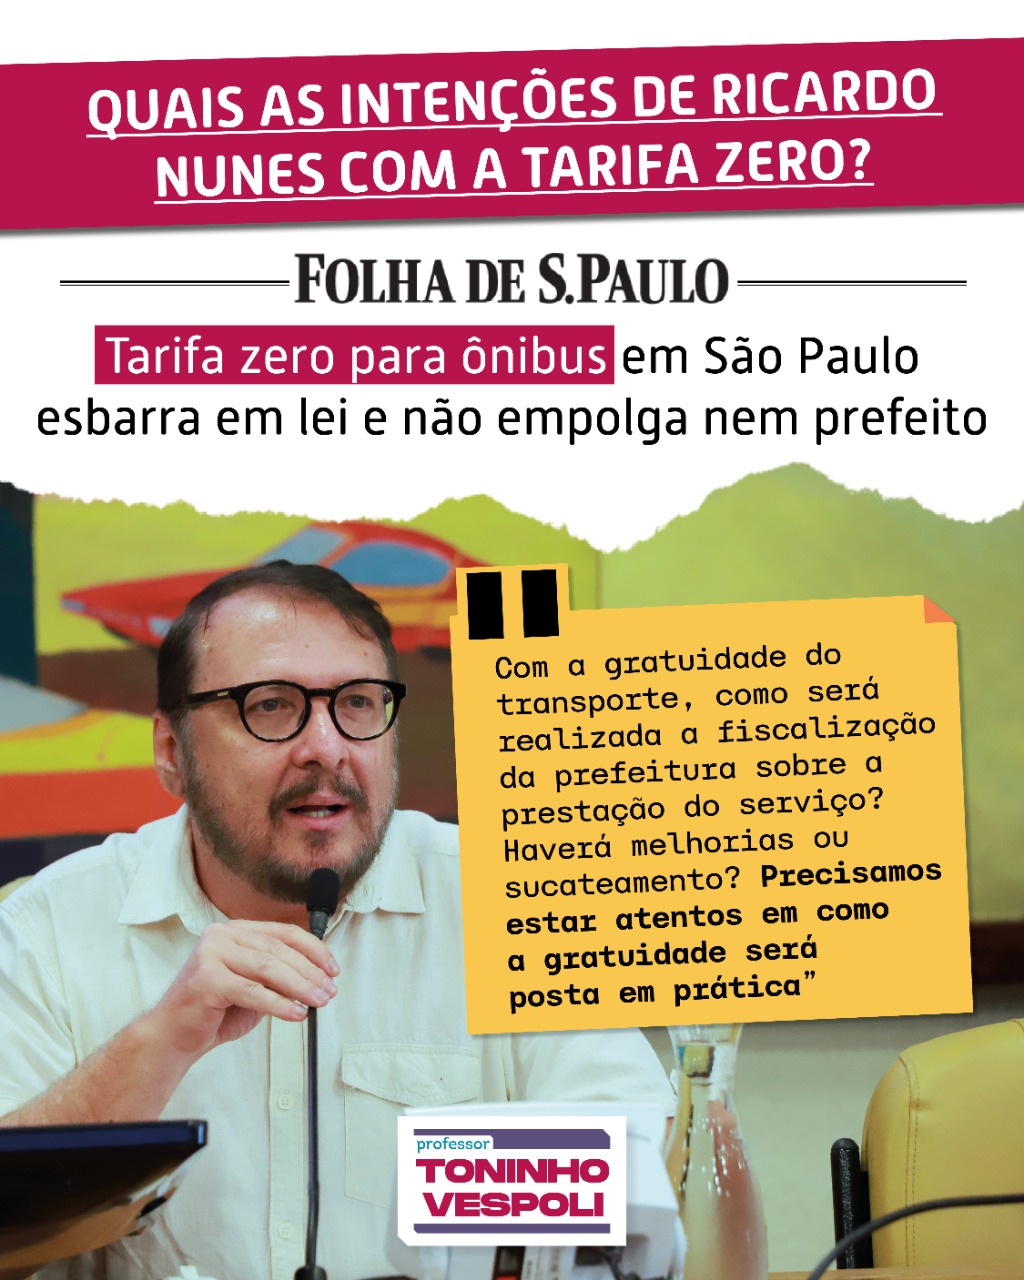 QUAIS AS INTENÇÕES DE RICARDO
NUNES COM A TARIFA ZERO?
FOLHA DE S.PAULO
Tarifa zero para ônibus em São Paulo
esbarra em lei e não empolga nem prefeito
"
Com a gratuidade do
transporte, como será
realizada a fiscalização
da prefeitura sobre a
prestação do serviço?
Haverá melhorias ou
sucateamento? Precisamos
estar atentos em como
a gratuidade será
posta em prática”
professor
TONINHO
VESPOLI